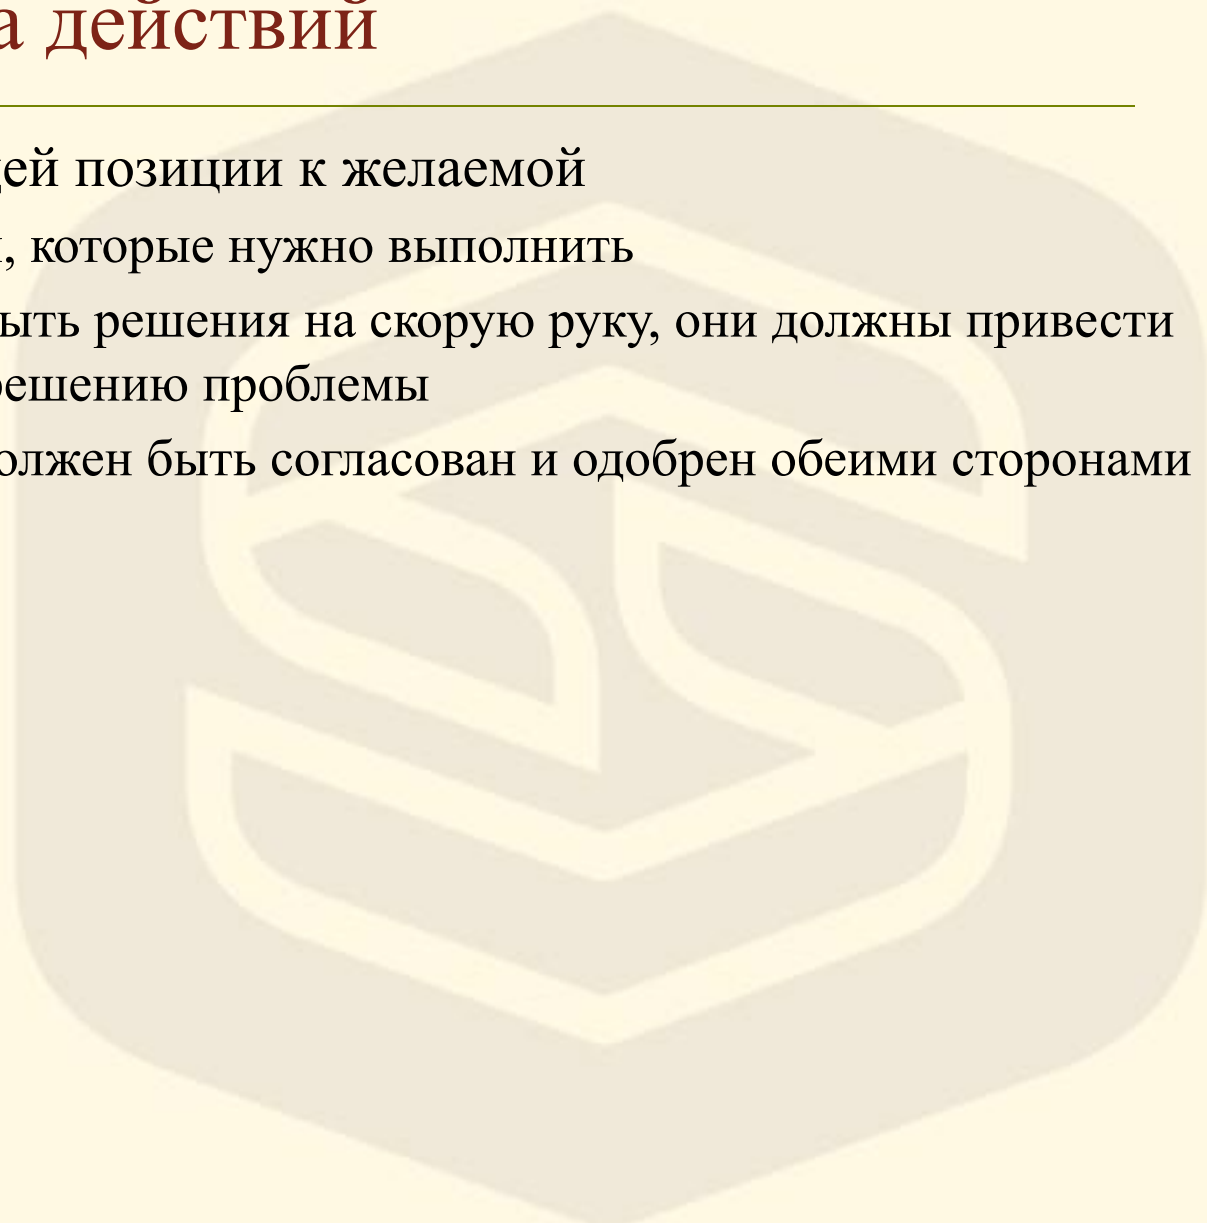 а действий
ей позиции к желаемой
, которые нужно выполнить
ыть решения на скорую руку, они должны привести
решению проблемы
олжен быть согласован и одобрен обеими сторонами